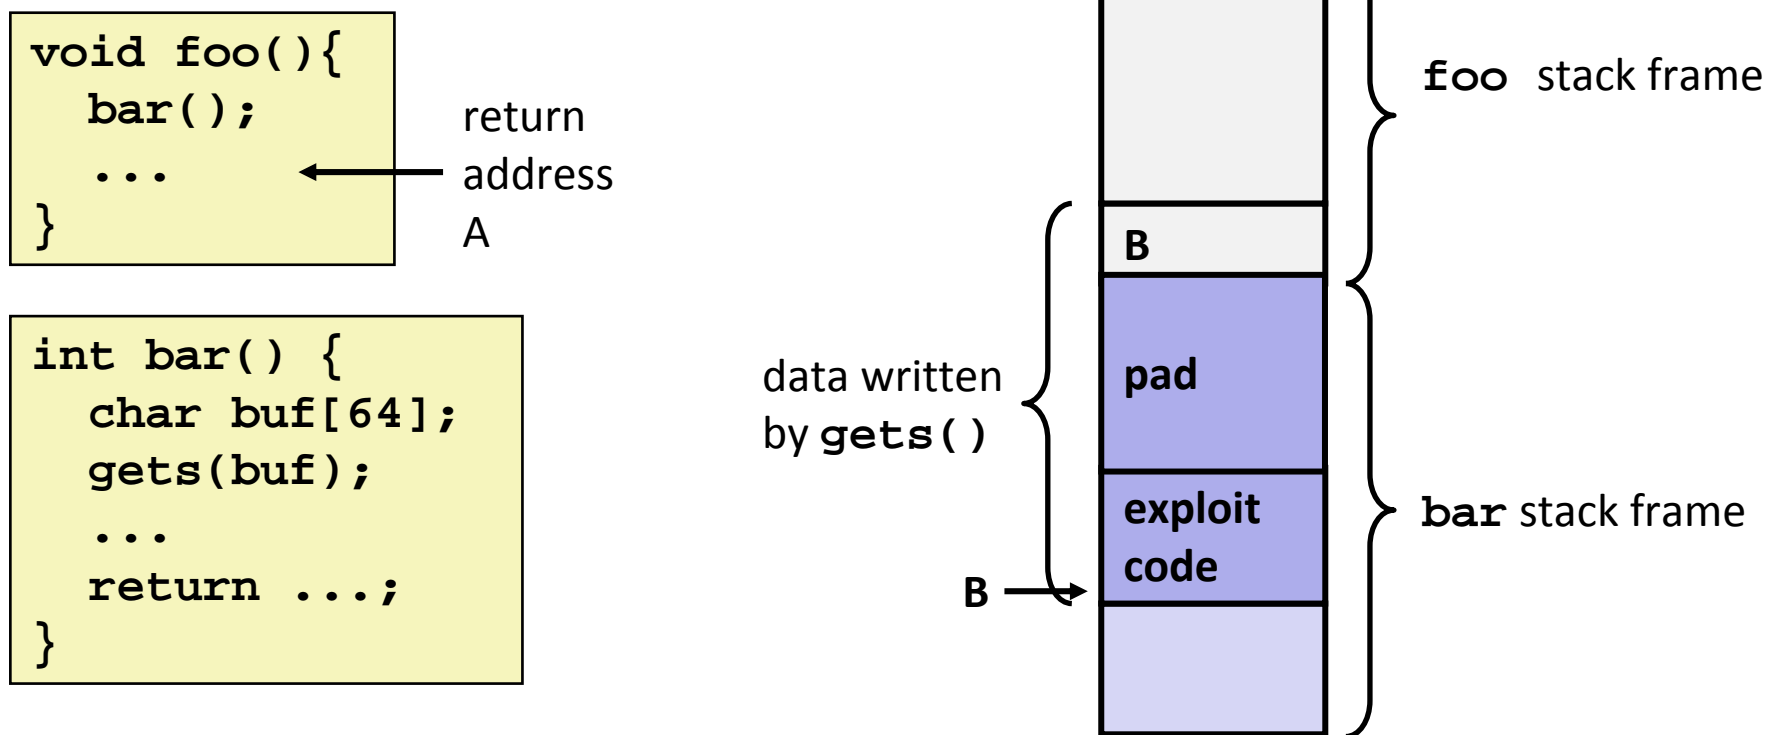 void foo(){
  bar();
  ...
}
return
address
A
int bar() {
  char buf[64];
  gets(buf);
  ...
  return ...;
}
data written
by gets()
B
B
pad
exploit
code
foo stack frame
bar stack frame